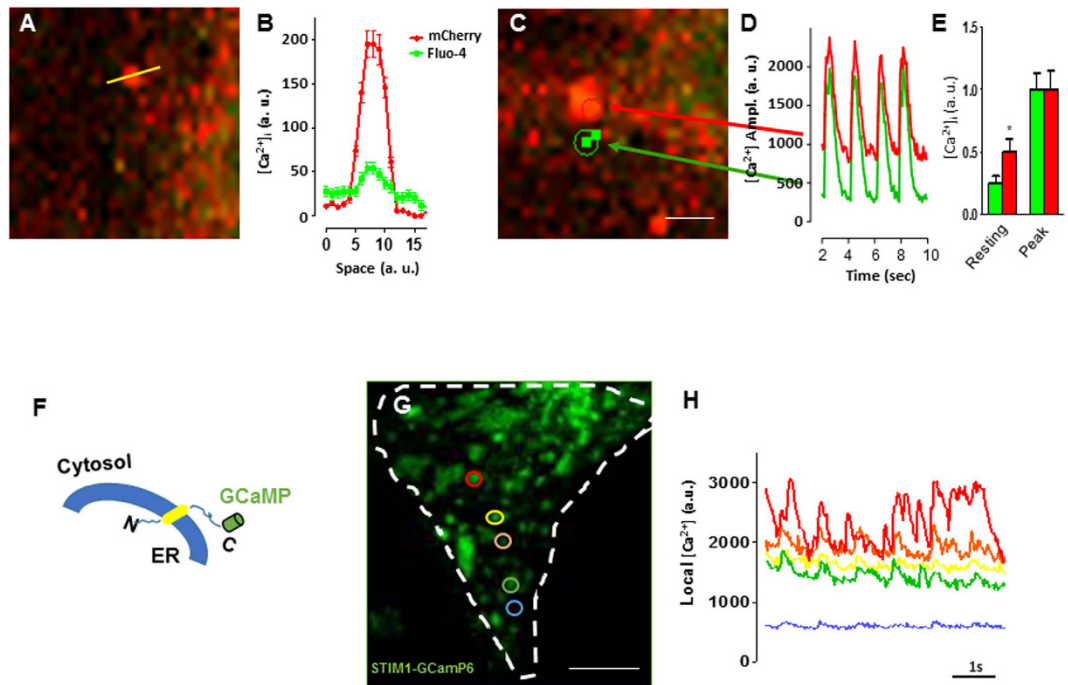 A
B
[Ca²⁺]ᵢ (a. u.)
200
150
100
50
0
mCherry
Fluo-4
0 5 10 15
Space (a. u.)
C
D
[Ca²⁺] Ampl. (a. u.)
2000
1500
1000
500
0
2 4 6 8 10
Time (sec)
E
[Ca²⁺]ᵢ (a. u.)
1.5
1.0
0.5
0.0
*
Resting
Peak
F
Cytosol
GCaMP
N
C
ER
G
STIM1-GCamP6
H
Local [Ca²⁺] (a.u.)
3000
2000
1000
0
1s